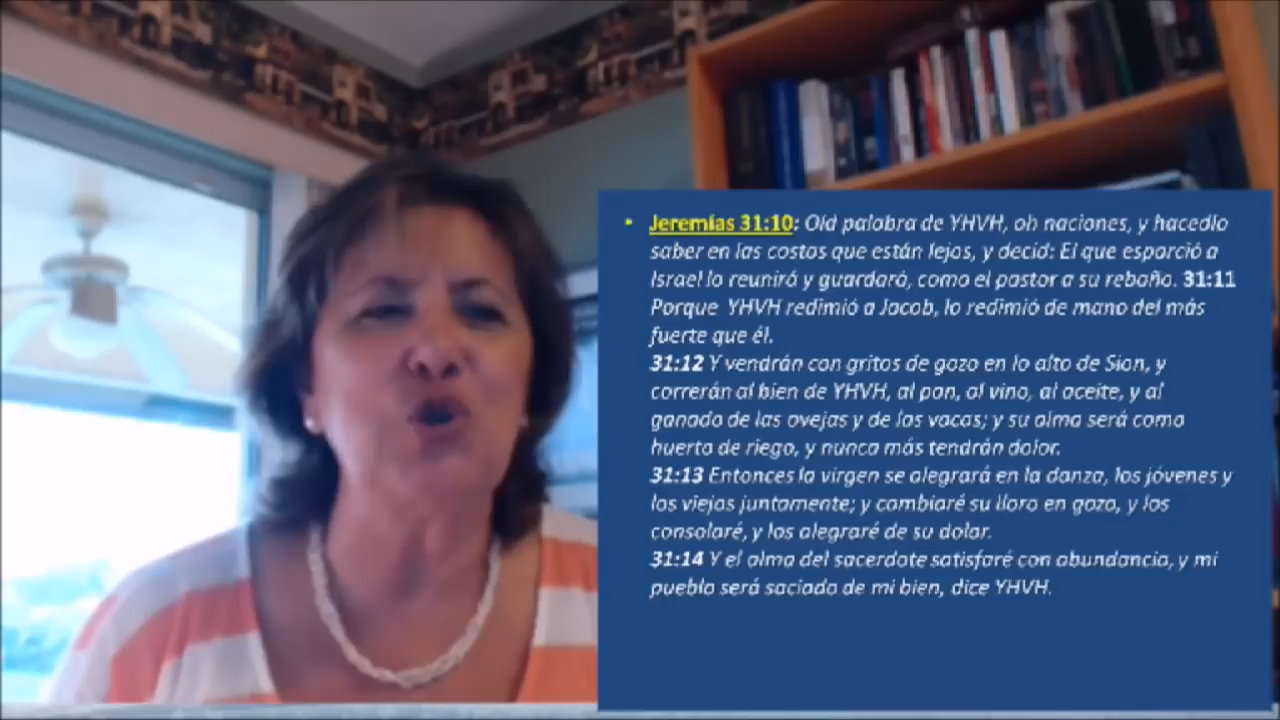 • Jeremías 31:10: Oíd palabra de YHVH, oh naciones, y hacedlo
saber en las costas que están lejos, y decid: El que esparció a
Israel lo reunirá y guardará, como el pastor a su rebaño. 31:11
Porque YHVH redimió a Jacob, lo redimió de mano del más
fuerte que él.
31:12 Y vendrán con gritos de gozo en lo alto de Sion, y
correrán al bien de YHVH, al pan, al vino, al aceite, y al
ganado de las ovejas y de las vacas; y su alma será como
huerto de riego, y nunca más tendrán dolor.
31:13 Entonces la virgen se alegrará en la danza, los jóvenes y
los viejos juntamente; y cambiaré su lloro en gozo, y los
consolaré, y los alegraré de su dolor.
31:14 Y el alma del sacerdote satisfaré con abundancia, y mi
pueblo será saciado de mi bien, dice YHVH.